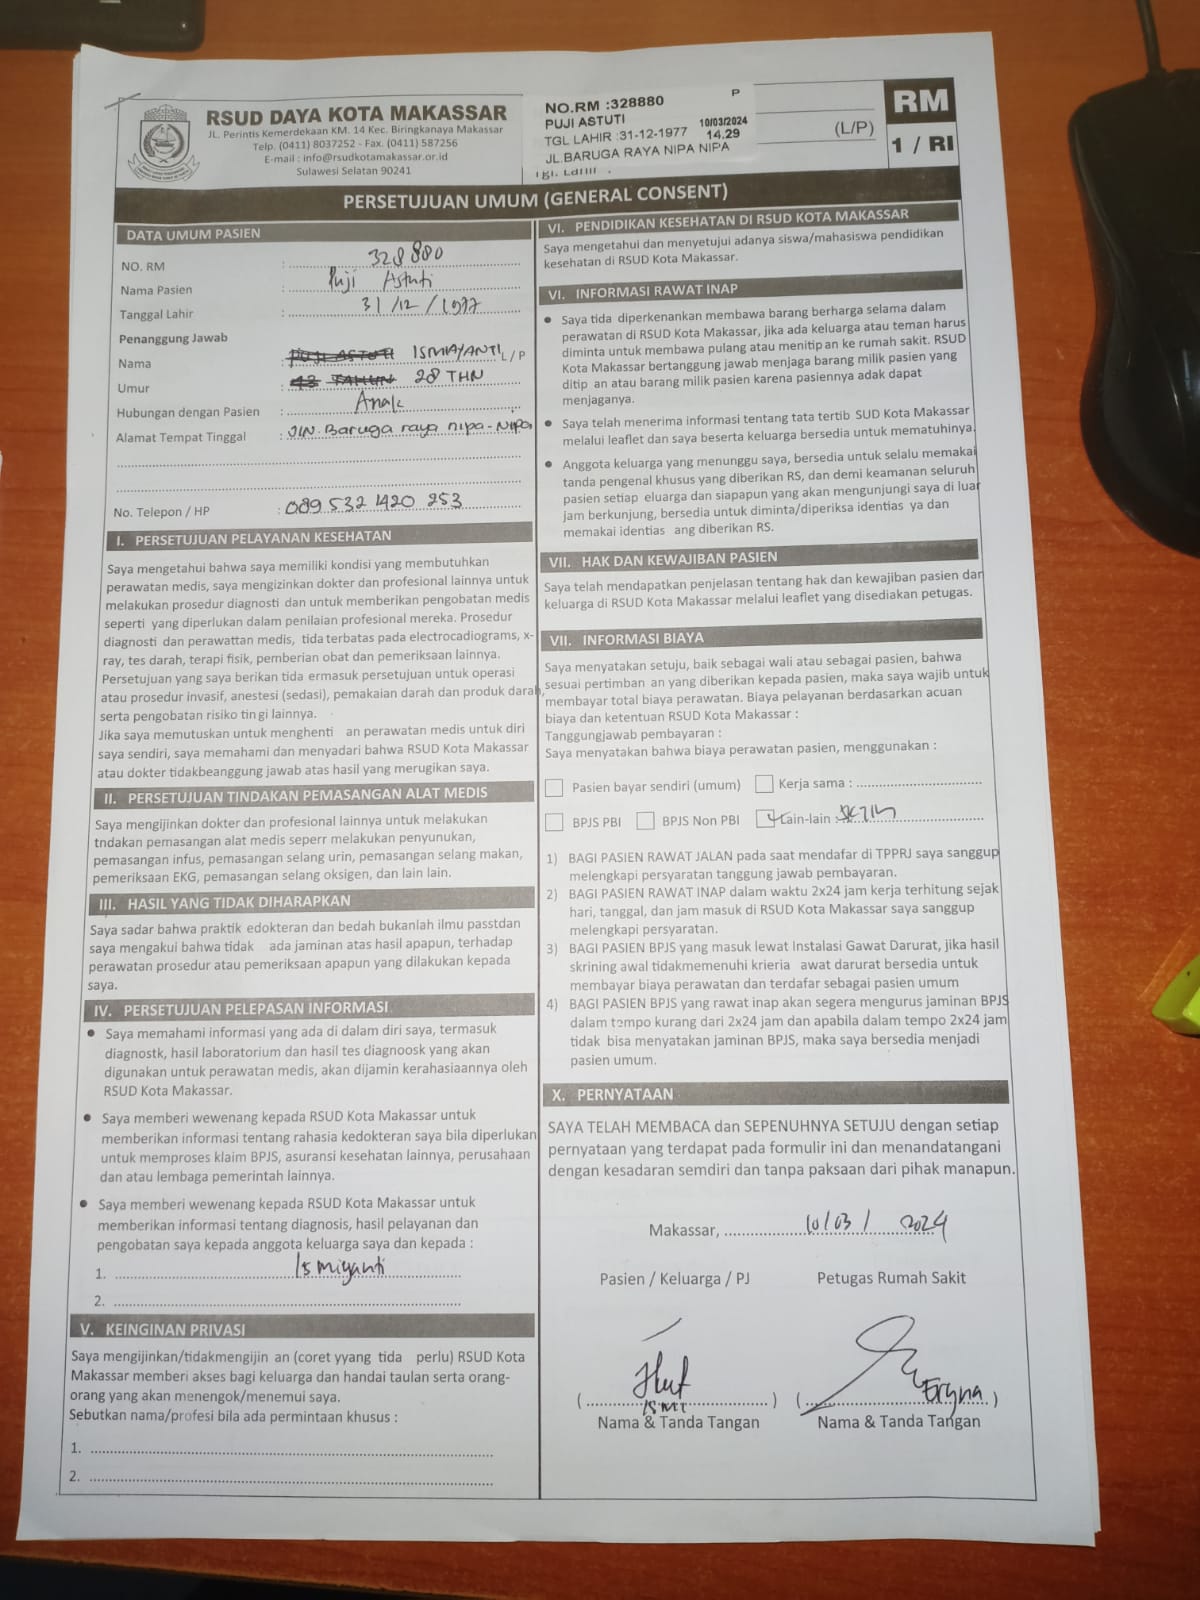 RSUD DAYA KOTA MAKASSAR
JL. Perintis Kemerdekaan KM. 14 Kec. Biringkanaya Makassar
Telp. (0411) 8037252 - Fax. (0411) 587256
E-mail : info@rsudkotamakassar.or.id
Sulawesi Selatan 90241
NO.RM :328880 P
PUJI ASTUTI 10/03/2024
TGL LAHIR :31-12-1977 14.29
JL.BARUGA RAYA NIPA NIPA
(L/P)
RM
1 / RI
PERSETUJUAN UMUM (GENERAL CONSENT)
DATA UMUM PASIEN
NO. RM : 328880
Nama Pasien : Puji Astuti
Tanggal Lahir : 31/12/1977
Penanggung Jawab
Nama : PUJI ASTUTI ISMIYANTI L/P
Umur : 43 TAHUN 28 THN
Hubungan dengan Pasien : Anak
Alamat Tempat Tinggal : JLN. Baruga raya nipa-Nipa
No. Telepon / HP : 089 532 1420 253
I. PERSETUJUAN PELAYANAN KESEHATAN
Saya mengetahui bahwa saya memiliki kondisi yang membutuhkan
perawatan medis, saya mengizinkan dokter dan profesional lainnya untuk
melakukan prosedur diagnosti dan untuk memberikan pengobatan medis
seperti yang diperlukan dalam penilaian profesional mereka. Prosedur
diagnosti dan perawattan medis, tida terbatas pada electrocadiograms, x-
ray, tes darah, terapi fisik, pemberian obat dan pemeriksaan lainnya.
Persetujuan yang saya berikan tida ermasuk persetujuan untuk operasi
atau prosedur invasif, anestesi (sedasi), pemakaian darah dan produk darah,
serta pengobatan risiko tin gi lainnya.
Jika saya memutuskan untuk menghenti an perawatan medis untuk diri
saya sendiri, saya memahami dan menyadari bahwa RSUD Kota Makassar
atau dokter tidakbeanggung jawab atas hasil yang merugikan saya.
II. PERSETUJUAN TINDAKAN PEMASANGAN ALAT MEDIS
Saya mengijinkan dokter dan profesional lainnya untuk melakukan
tndakan pemasangan alat medis seperr melakukan penyunukan,
pemasangan infus, pemasangan selang urin, pemasangan selang makan,
pemeriksaan EKG, pemasangan selang oksigen, dan lain lain.
III. HASIL YANG TIDAK DIHARAPKAN
Saya sadar bahwa praktik edokteran dan bedah bukanlah ilmu passtdan
saya mengakui bahwa tidak ada jaminan atas hasil apapun, terhadap
perawatan prosedur atau pemeriksaan apapun yang dilakukan kepada
saya.
IV. PERSETUJUAN PELEPASAN INFORMASI
• Saya memahami informasi yang ada di dalam diri saya, termasuk
diagnostk, hasil laboratorium dan hasil tes diagnoosk yang akan
digunakan untuk perawatan medis, akan dijamin kerahasiaannya oleh
RSUD Kota Makassar.
• Saya memberi wewenang kepada RSUD Kota Makassar untuk
memberikan informasi tentang rahasia kedokteran saya bila diperlukan
untuk memproses klaim BPJS, asuransi kesehatan lainnya, perusahaan
dan atau lembaga pemerintah lainnya.
• Saya memberi wewenang kepada RSUD Kota Makassar untuk
memberikan informasi tentang diagnosis, hasil pelayanan dan
pengobatan saya kepada anggota keluarga saya dan kepada :
1. Ismiyanti
2.
V. KEINGINAN PRIVASI
Saya mengijinkan/tidakmengijin an (coret yyang tida perlu) RSUD Kota
Makassar memberi akses bagi keluarga dan handai taulan serta orang-
orang yang akan menengok/menemui saya.
Sebutkan nama/profesi bila ada permintaan khusus :
1.
2.
VI. PENDIDIKAN KESEHATAN DI RSUD KOTA MAKASSAR
Saya mengetahui dan menyetujui adanya siswa/mahasiswa pendidikan
kesehatan di RSUD Kota Makassar.
VI. INFORMASI RAWAT INAP
• Saya tida diperkenankan membawa barang berharga selama dalam
perawatan di RSUD Kota Makassar, jika ada keluarga atau teman harus
diminta untuk membawa pulang atau menitip an ke rumah sakit. RSUD
Kota Makassar bertanggung jawab menjaga barang milik pasien yang
ditip an atau barang milik pasien karena pasiennya adak dapat
menjaganya.
• Saya telah menerima informasi tentang tata tertib SUD Kota Makassar
melalui leaflet dan saya beserta keluarga bersedia untuk mematuhinya.
• Anggota keluarga yang menunggu saya, bersedia untuk selalu memakai
tanda pengenal khusus yang diberikan RS, dan demi keamanan seluruh
pasien setiap eluarga dan siapapun yang akan mengunjungi saya di luar
jam berkunjung, bersedia untuk diminta/diperiksa identias ya dan
memakai identias ang diberikan RS.
VII. HAK DAN KEWAJIBAN PASIEN
Saya telah mendapatkan penjelasan tentang hak dan kewajiban pasien dan
keluarga di RSUD Kota Makassar melalui leaflet yang disediakan petugas.
VII. INFORMASI BIAYA
Saya menyatakan setuju, baik sebagai wali atau sebagai pasien, bahwa
sesuai pertimban an yang diberikan kepada pasien, maka saya wajib untuk
membayar total biaya perawatan. Biaya pelayanan berdasarkan acuan
biaya dan ketentuan RSUD Kota Makassar :
Tanggungjawab pembayaran :
Saya menyatakan bahwa biaya perawatan pasien, menggunakan :
Pasien bayar sendiri (umum) Kerja sama :
BPJS PBI BPJS Non PBI Lain-lain :
1) BAGI PASIEN RAWAT JALAN pada saat mendafar di TPPRJ saya sanggup
melengkapi persyaratan tanggung jawab pembayaran.
2) BAGI PASIEN RAWAT INAP dalam waktu 2x24 jam kerja terhitung sejak
hari, tanggal, dan jam masuk di RSUD Kota Makassar saya sanggup
melengkapi persyaratan.
3) BAGI PASIEN BPJS yang masuk lewat Instalasi Gawat Darurat, jika hasil
skrining awal tidakmemenuhi krieria awat darurat bersedia untuk
membayar biaya perawatan dan terdafar sebagai pasien umum
4) BAGI PASIEN BPJS yang rawat inap akan segera mengurus jaminan BPJS
dalam tempo kurang dari 2x24 jam dan apabila dalam tempo 2x24 jam
tidak bisa menyatakan jaminan BPJS, maka saya bersedia menjadi
pasien umum.
X. PERNYATAAN
SAYA TELAH MEMBACA dan SEPENUHNYA SETUJU dengan setiap
pernyataan yang terdapat pada formulir ini dan menandatangani
dengan kesadaran semdiri dan tanpa paksaan dari pihak manapun.
Makassar, 10/03/2024
Pasien / Keluarga / PJ Petugas Rumah Sakit
( ISMI ) ( Eryna )
Nama & Tanda Tangan Nama & Tanda Tangan